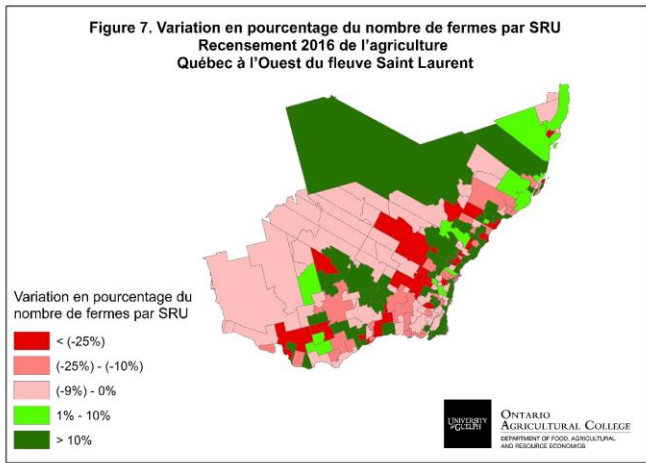 Figure 7. Variation en pourcentage du nombre de fermes par SRU
Recensement 2016 de l'agriculture
Québec à l'Ouest du fleuve Saint Laurent
Variation en pourcentage du
nombre de fermes par SRU
< (-25%)
(-25%) - (-10%)
(-9%) - 0%
1% - 10%
> 10%
UNIVERSITY
OF GUELPH
ONTARIO
AGRICULTURAL COLLEGE
DEPARTMENT OF FOOD, AGRICULTURAL
AND RESOURCE ECONOMICS